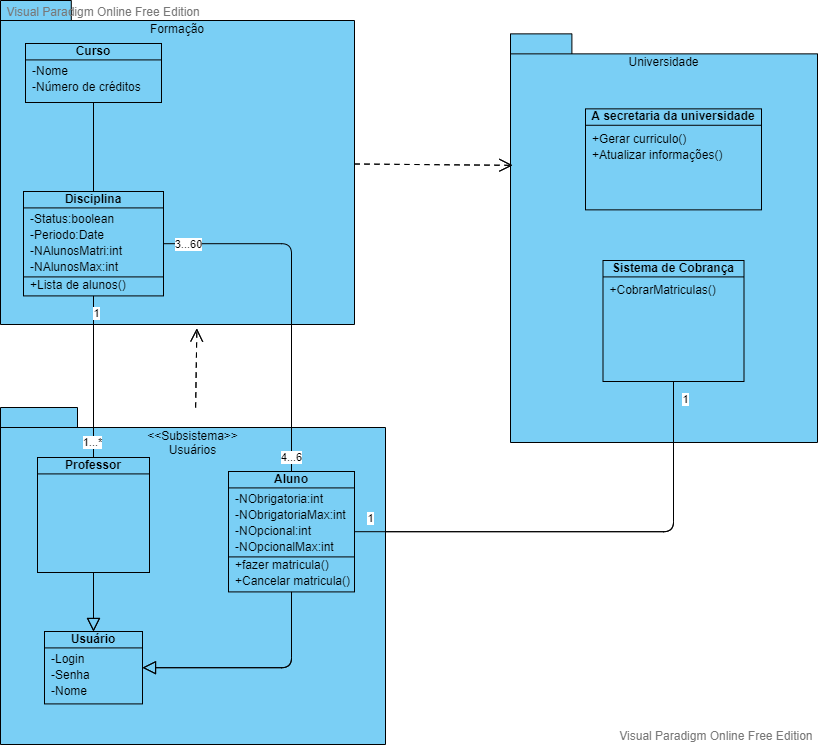 Visual Paradigm Online Free Edition
Formação
Curso
-Nome
-Número de créditos
Disciplina
-Status:boolean
-Periodo:Date
-NAlunosMatri:int
-NAlunosMax:int
+Lista de alunos()
3...60
1
Universidade
A secretaria da universidade
+Gerar curriculo()
+Atualizar informações()
Sistema de Cobrança
+CobrarMatriculas()
1
<<Subsistema>>
Usuários
1...*
Professor
4...6
Aluno
-NObrigatoria:int
-NObrigatoriaMax:int
-NOpcional:int
-NOpcionalMax:int
+fazer matricula()
+Cancelar matricula()
1
Usuário
-Login
-Senha
-Nome
Visual Paradigm Online Free Edition